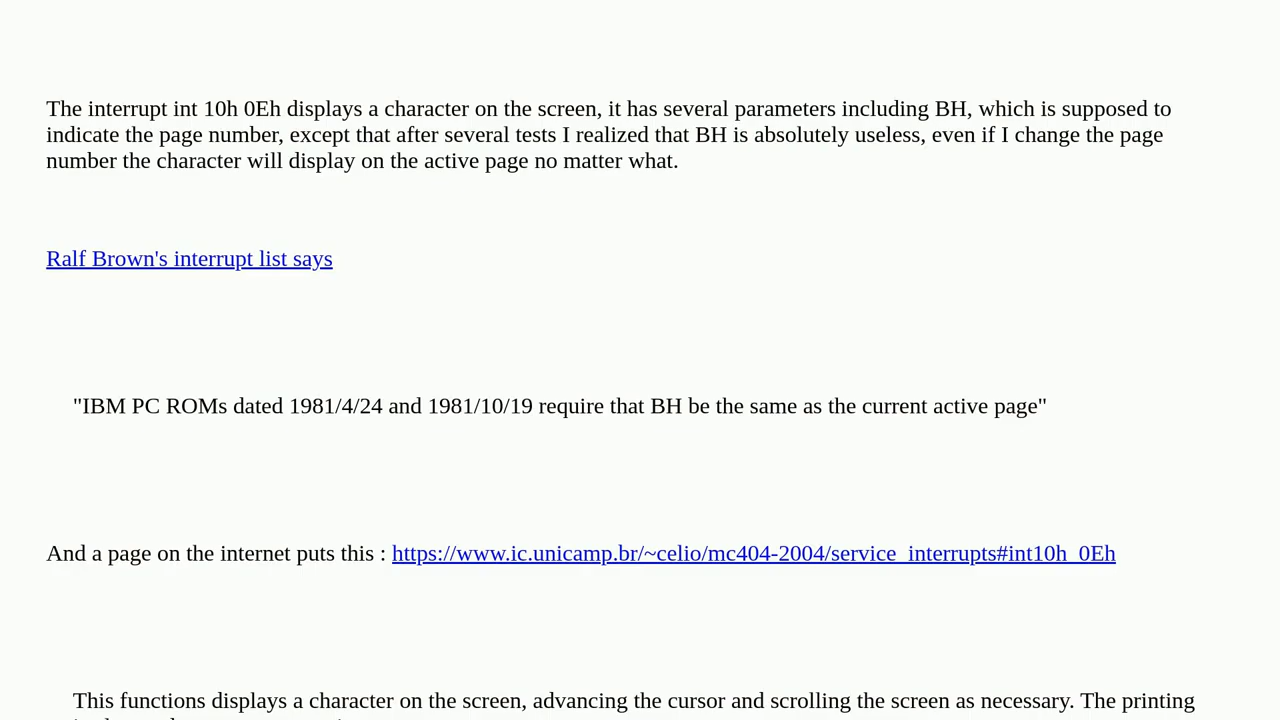 The interrupt int 10h 0Eh displays a character on the screen, it has several parameters including BH, which is supposed to
indicate the page number, except that after several tests I realized that BH is absolutely useless, even if I change the page
number the character will display on the active page no matter what.
Ralf Brown's interrupt list says
"IBM PC ROMs dated 1981/4/24 and 1981/10/19 require that BH be the same as the current active page"
And a page on the internet puts this : https://www.ic.unicamp.br/~celio/mc404-2004/service_interrupts#int10h_0Eh
This functions displays a character on the screen, advancing the cursor and scrolling the screen as necessary. The printing